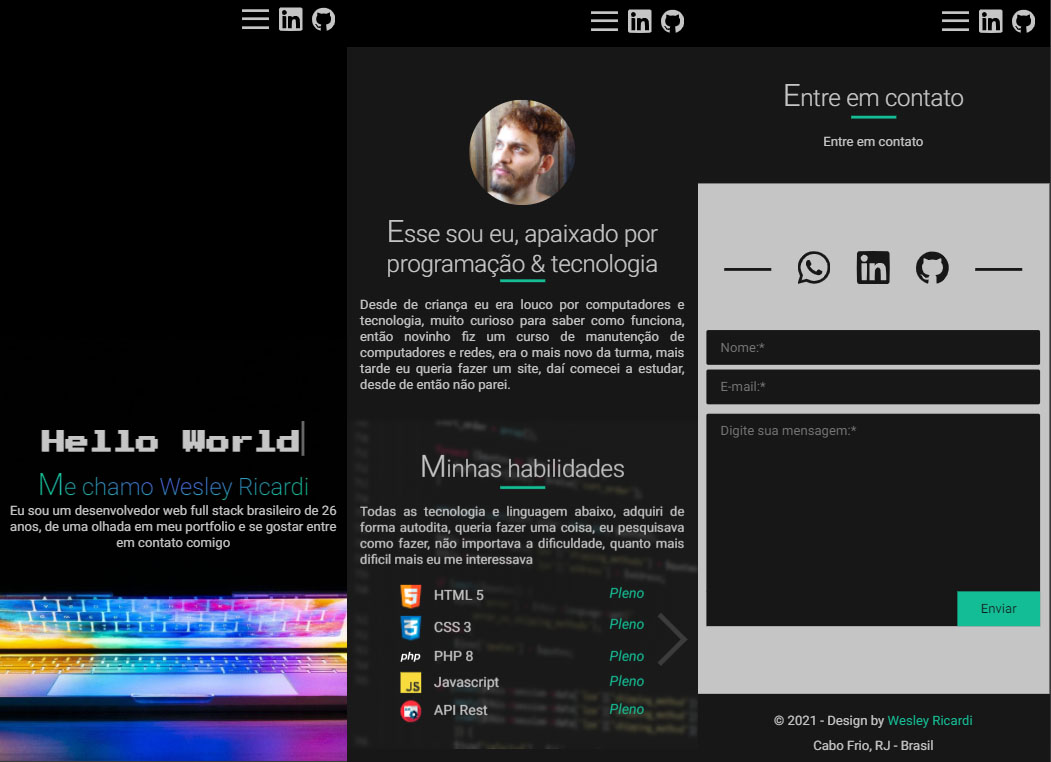 Hello World
Me chamo Wesley Ricardi
Eu sou um desenvolvedor web full stack brasileiro de 26
anos, de uma olhada em meu portfolio e se gostar entre
em contato comigo
Esse sou eu, apaixado por
programação & tecnologia
Desde de criança eu era louco por computadores e
tecnologia, muito curioso para saber como funciona,
então novinho fiz um curso de manutenção de
computadores e redes, era o mais novo da turma, mais
tarde eu queria fazer um site, daí comecei a estudar,
desde de então não parei.
Minhas habilidades
Todas as tecnologia e linguagem abaixo, adquiri de
forma autodita, queria fazer uma coisa, eu pesquisava
como fazer, não importava a dificuldade, quanto mais
dificil mais eu me interessava
HTML 5 Pleno
CSS 3 Pleno
php PHP 8 Pleno
JS Javascript Pleno
API Rest Pleno
Entre em contato
Entre em contato
Nome:*
E-mail:*
Digite sua mensagem:*
Enviar
© 2021 - Design by Wesley Ricardi
Cabo Frio, RJ - Brasil